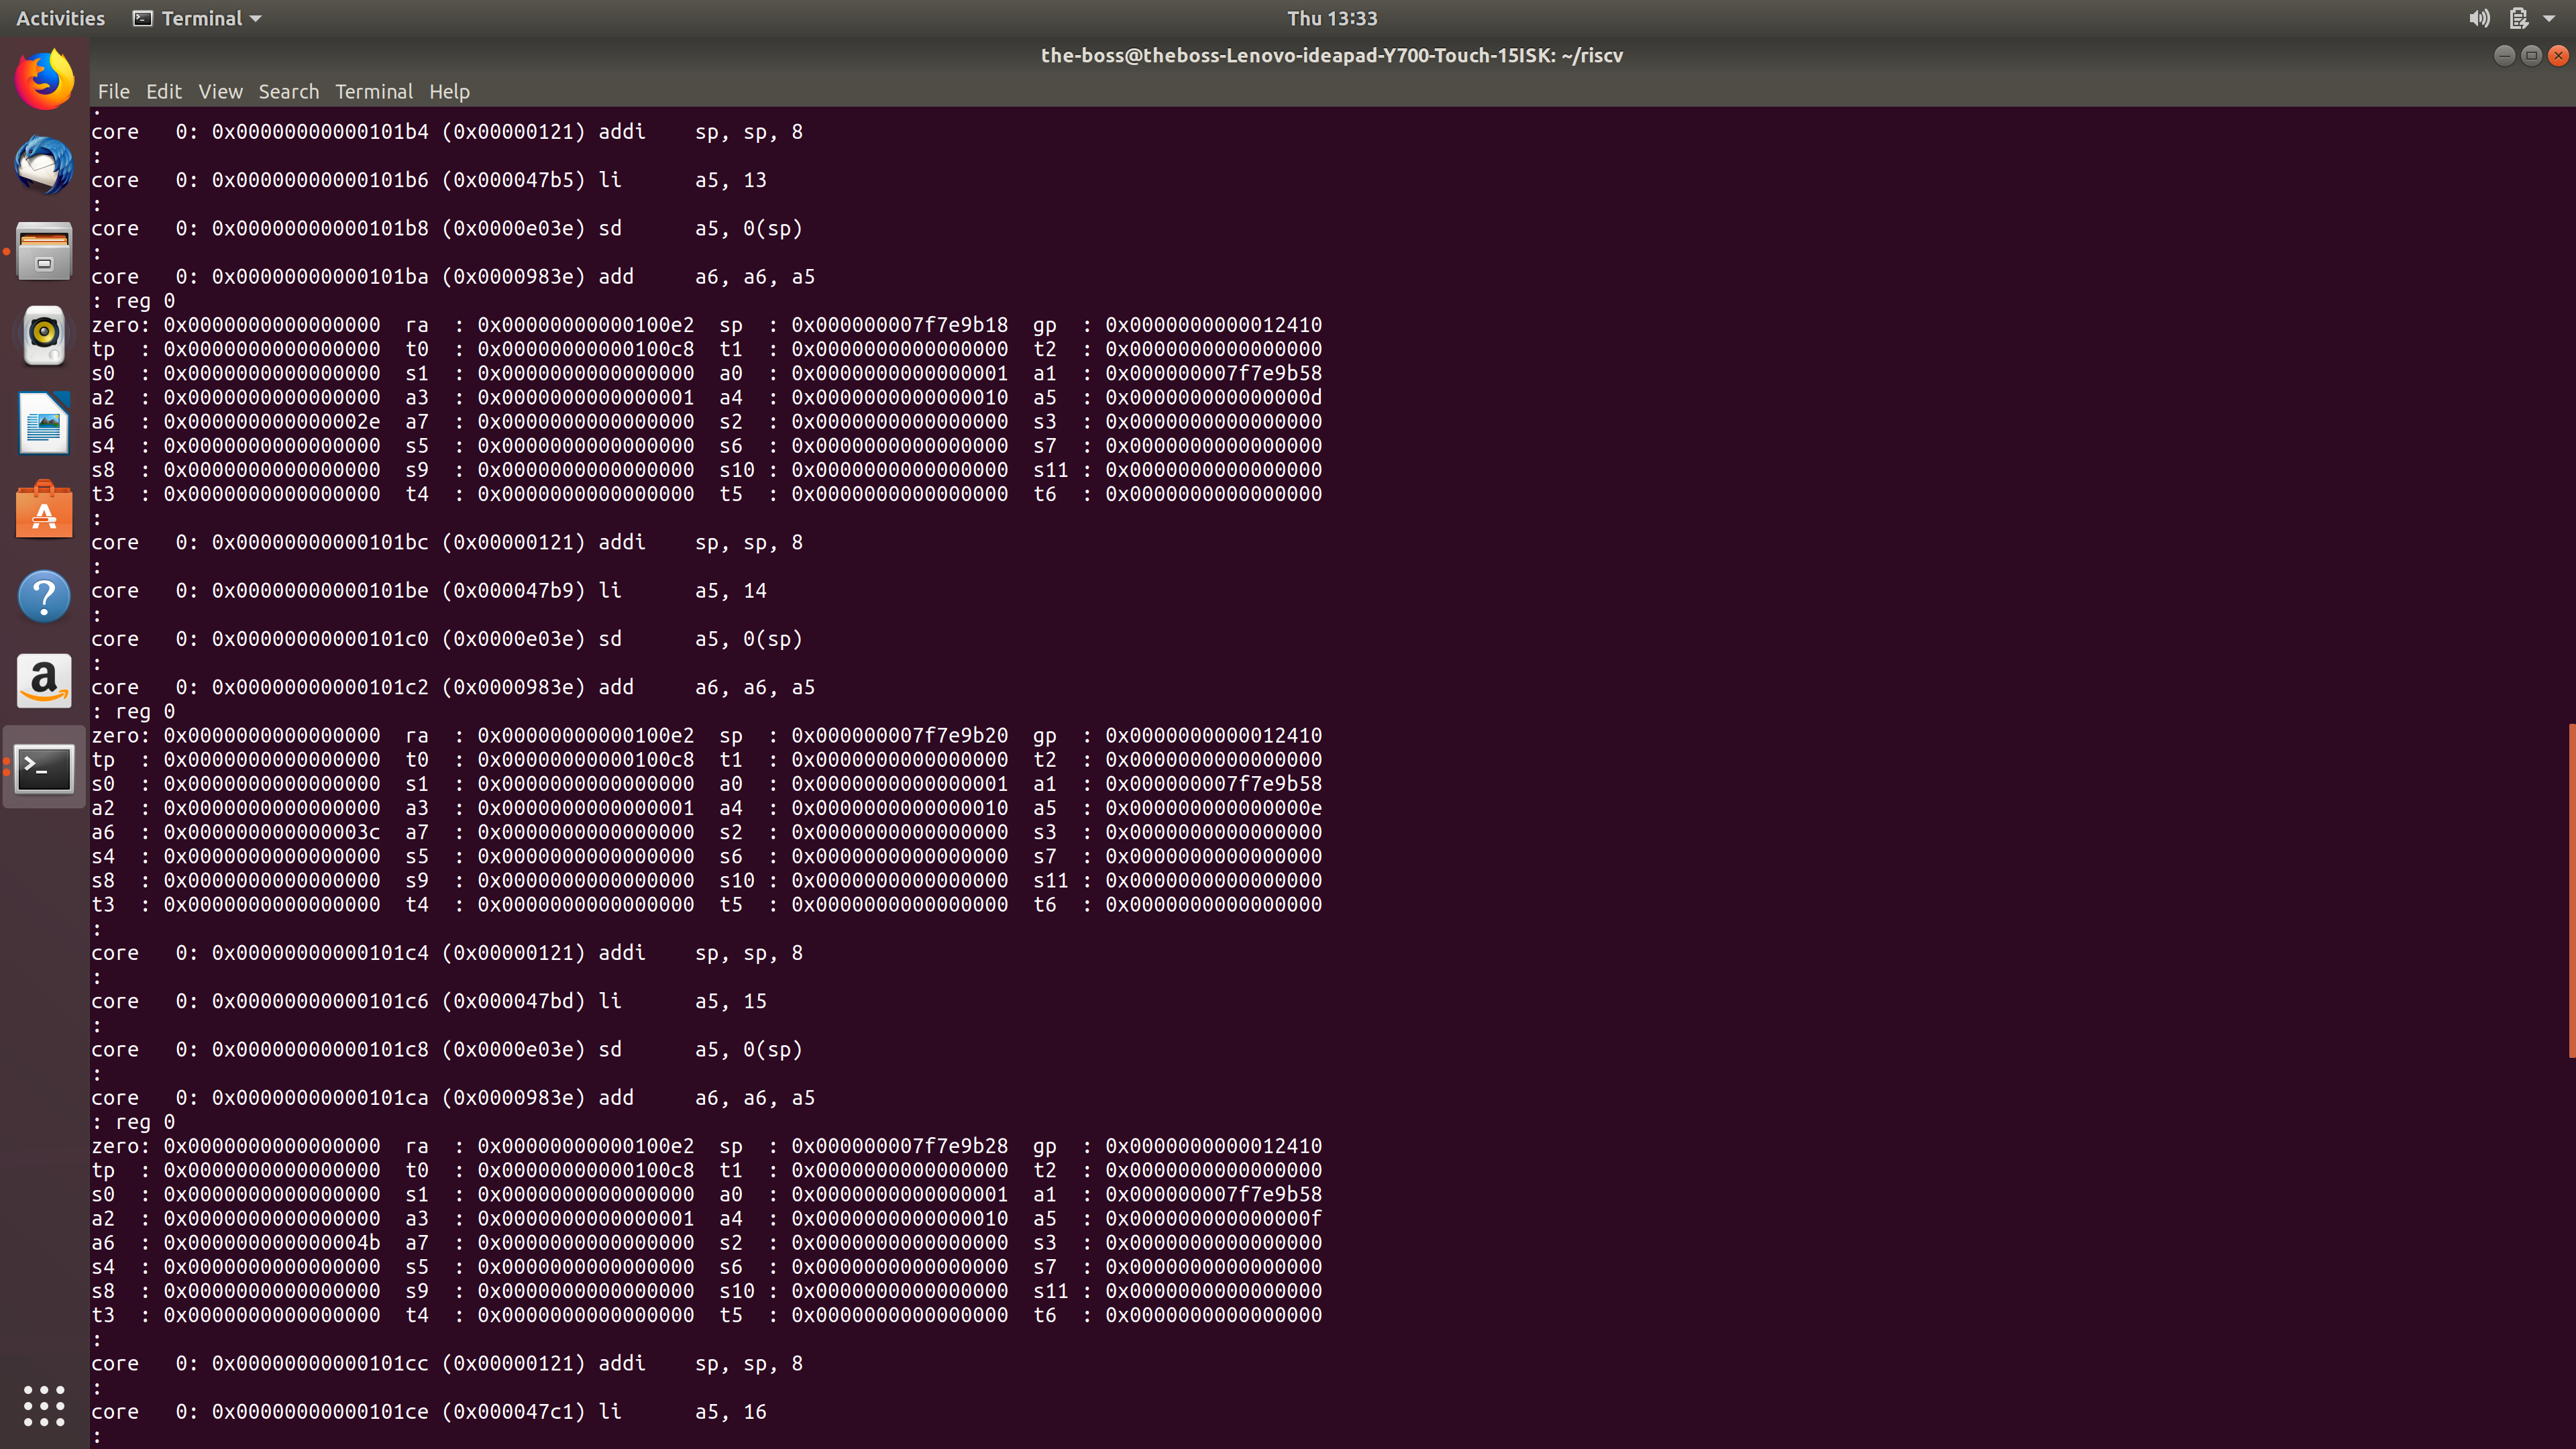 Activities Terminal Thu 13:33
the-boss@theboss-Lenovo-ideapad-Y700-Touch-15ISK: ~/riscv
File Edit View Search Terminal Help
:
core   0: 0x00000000000101b4 (0x00000121) addi    sp, sp, 8
:
core   0: 0x00000000000101b6 (0x000047b5) li      a5, 13
:
core   0: 0x00000000000101b8 (0x0000e03e) sd      a5, 0(sp)
:
core   0: 0x00000000000101ba (0x0000983e) add     a6, a6, a5
: reg 0
zero: 0x0000000000000000  ra  : 0x00000000000100e2  sp  : 0x000000007f7e9b18  gp  : 0x0000000000012410
tp  : 0x0000000000000000  t0  : 0x00000000000100c8  t1  : 0x0000000000000000  t2  : 0x0000000000000000
s0  : 0x0000000000000000  s1  : 0x0000000000000000  a0  : 0x0000000000000001  a1  : 0x000000007f7e9b58
a2  : 0x0000000000000000  a3  : 0x0000000000000001  a4  : 0x0000000000000010  a5  : 0x000000000000000d
a6  : 0x000000000000002e  a7  : 0x0000000000000000  s2  : 0x0000000000000000  s3  : 0x0000000000000000
s4  : 0x0000000000000000  s5  : 0x0000000000000000  s6  : 0x0000000000000000  s7  : 0x0000000000000000
s8  : 0x0000000000000000  s9  : 0x0000000000000000  s10 : 0x0000000000000000  s11 : 0x0000000000000000
t3  : 0x0000000000000000  t4  : 0x0000000000000000  t5  : 0x0000000000000000  t6  : 0x0000000000000000
:
core   0: 0x00000000000101bc (0x00000121) addi    sp, sp, 8
:
core   0: 0x00000000000101be (0x000047b9) li      a5, 14
:
core   0: 0x00000000000101c0 (0x0000e03e) sd      a5, 0(sp)
:
core   0: 0x00000000000101c2 (0x0000983e) add     a6, a6, a5
: reg 0
zero: 0x0000000000000000  ra  : 0x00000000000100e2  sp  : 0x000000007f7e9b20  gp  : 0x0000000000012410
tp  : 0x0000000000000000  t0  : 0x00000000000100c8  t1  : 0x0000000000000000  t2  : 0x0000000000000000
s0  : 0x0000000000000000  s1  : 0x0000000000000000  a0  : 0x0000000000000001  a1  : 0x000000007f7e9b58
a2  : 0x0000000000000000  a3  : 0x0000000000000001  a4  : 0x0000000000000010  a5  : 0x000000000000000e
a6  : 0x000000000000003c  a7  : 0x0000000000000000  s2  : 0x0000000000000000  s3  : 0x0000000000000000
s4  : 0x0000000000000000  s5  : 0x0000000000000000  s6  : 0x0000000000000000  s7  : 0x0000000000000000
s8  : 0x0000000000000000  s9  : 0x0000000000000000  s10 : 0x0000000000000000  s11 : 0x0000000000000000
t3  : 0x0000000000000000  t4  : 0x0000000000000000  t5  : 0x0000000000000000  t6  : 0x0000000000000000
:
core   0: 0x00000000000101c4 (0x00000121) addi    sp, sp, 8
:
core   0: 0x00000000000101c6 (0x000047bd) li      a5, 15
:
core   0: 0x00000000000101c8 (0x0000e03e) sd      a5, 0(sp)
:
core   0: 0x00000000000101ca (0x0000983e) add     a6, a6, a5
: reg 0
zero: 0x0000000000000000  ra  : 0x00000000000100e2  sp  : 0x000000007f7e9b28  gp  : 0x0000000000012410
tp  : 0x0000000000000000  t0  : 0x00000000000100c8  t1  : 0x0000000000000000  t2  : 0x0000000000000000
s0  : 0x0000000000000000  s1  : 0x0000000000000000  a0  : 0x0000000000000001  a1  : 0x000000007f7e9b58
a2  : 0x0000000000000000  a3  : 0x0000000000000001  a4  : 0x0000000000000010  a5  : 0x000000000000000f
a6  : 0x000000000000004b  a7  : 0x0000000000000000  s2  : 0x0000000000000000  s3  : 0x0000000000000000
s4  : 0x0000000000000000  s5  : 0x0000000000000000  s6  : 0x0000000000000000  s7  : 0x0000000000000000
s8  : 0x0000000000000000  s9  : 0x0000000000000000  s10 : 0x0000000000000000  s11 : 0x0000000000000000
t3  : 0x0000000000000000  t4  : 0x0000000000000000  t5  : 0x0000000000000000  t6  : 0x0000000000000000
:
core   0: 0x00000000000101cc (0x00000121) addi    sp, sp, 8
:
core   0: 0x00000000000101ce (0x000047c1) li      a5, 16
: